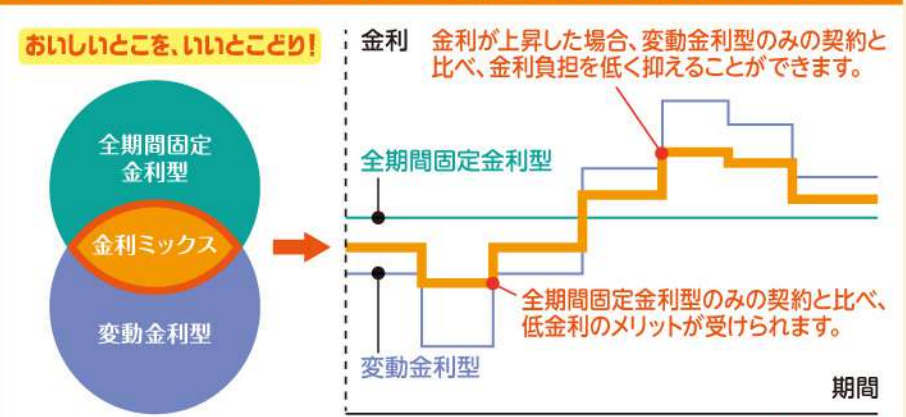 おいしいとこを、いいとこどり!
全期間固定
金利型
金利ミックス
変動金利型
金利
金利が上昇した場合、変動金利型のみの契約と
比べ、金利負担を低く抑えることができます。
全期間固定金利型
全期間固定金利型のみの契約と比べ、
低金利のメリットが受けられます。
変動金利型
期間